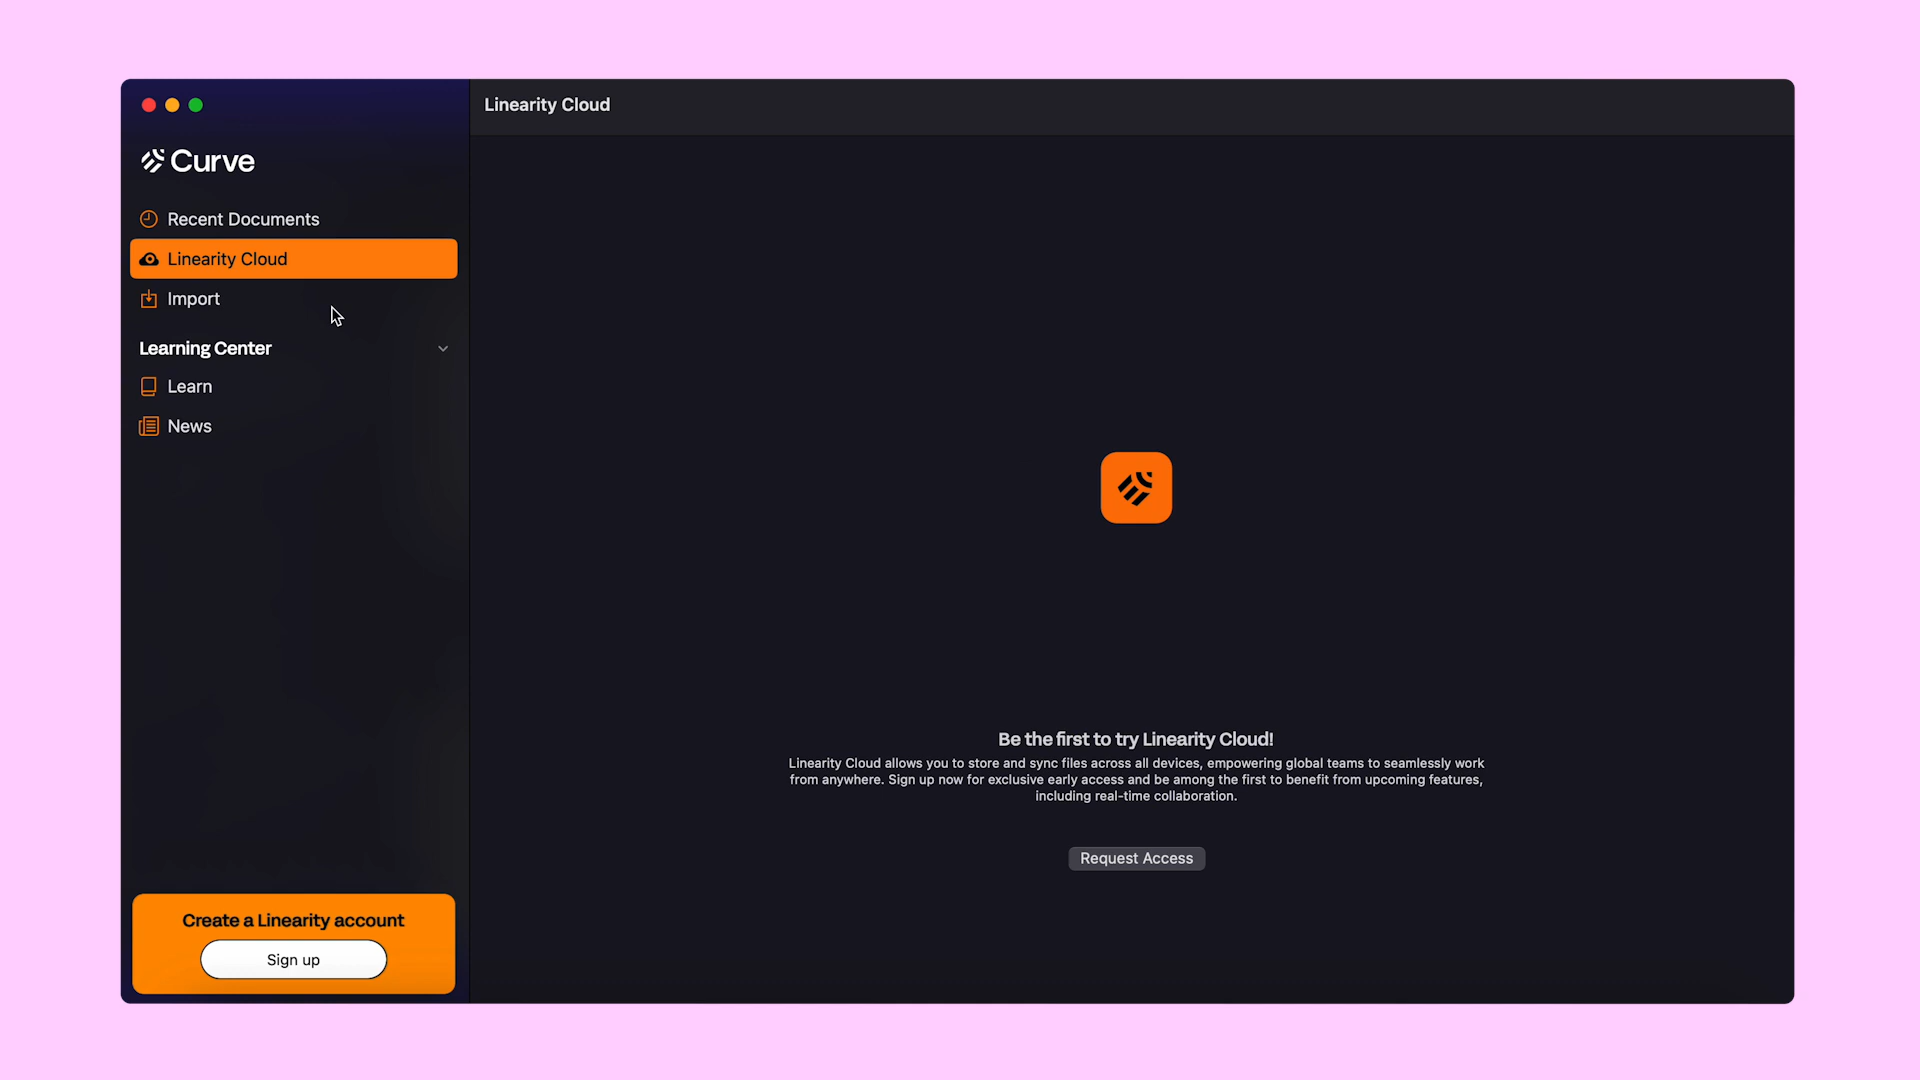 Linearity Cloud
Curve
Recent Documents
Linearity Cloud
Import
Learning Center
Learn
News
Be the first to try Linearity Cloud!
Linearity Cloud allows you to store and sync files across all devices, empowering global teams to seamlessly work
from anywhere. Sign up now for exclusive early access and be among the first to benefit from upcoming features,
including real-time collaboration.
Request Access
Create a Linearity account
Sign up